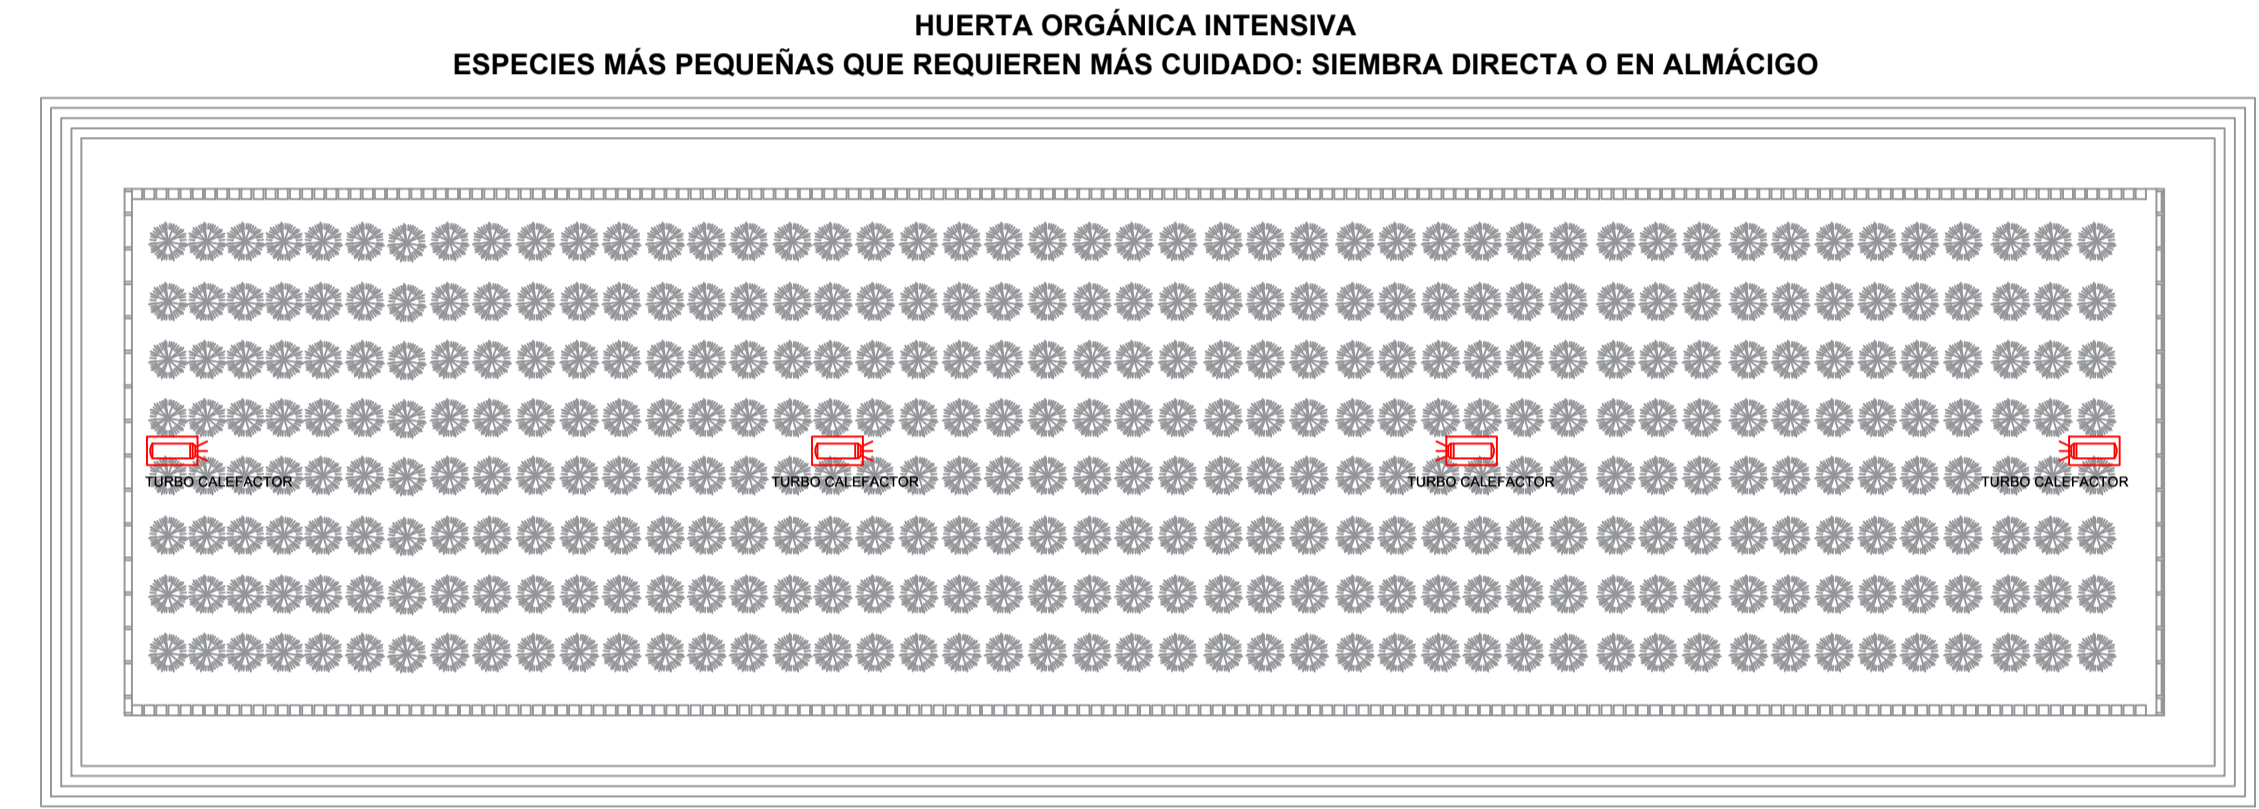 HUERTA ORGÁNICA INTENSIVA
ESPECIES MÁS PEQUEÑAS QUE REQUIEREN MÁS CUIDADO: SIEMBRA DIRECTA O EN ALMÁCIGO
TURBO CALEFACTOR
TURBO CALEFACTOR
TURBO CALEFACTOR
TURBO CALEFACTOR